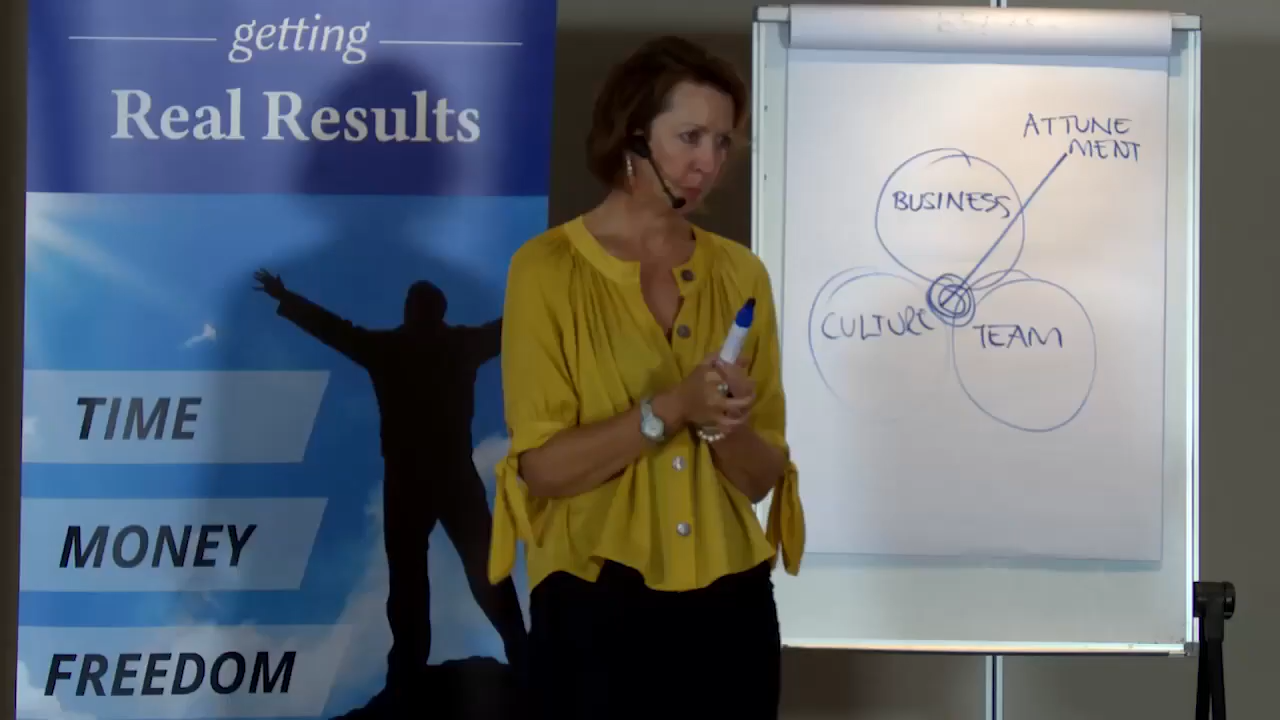 getting
Real Results
TIME
MONEY
FREEDOM
ATTUNE
MENT
BUSINESS
CULTURE
TEAM